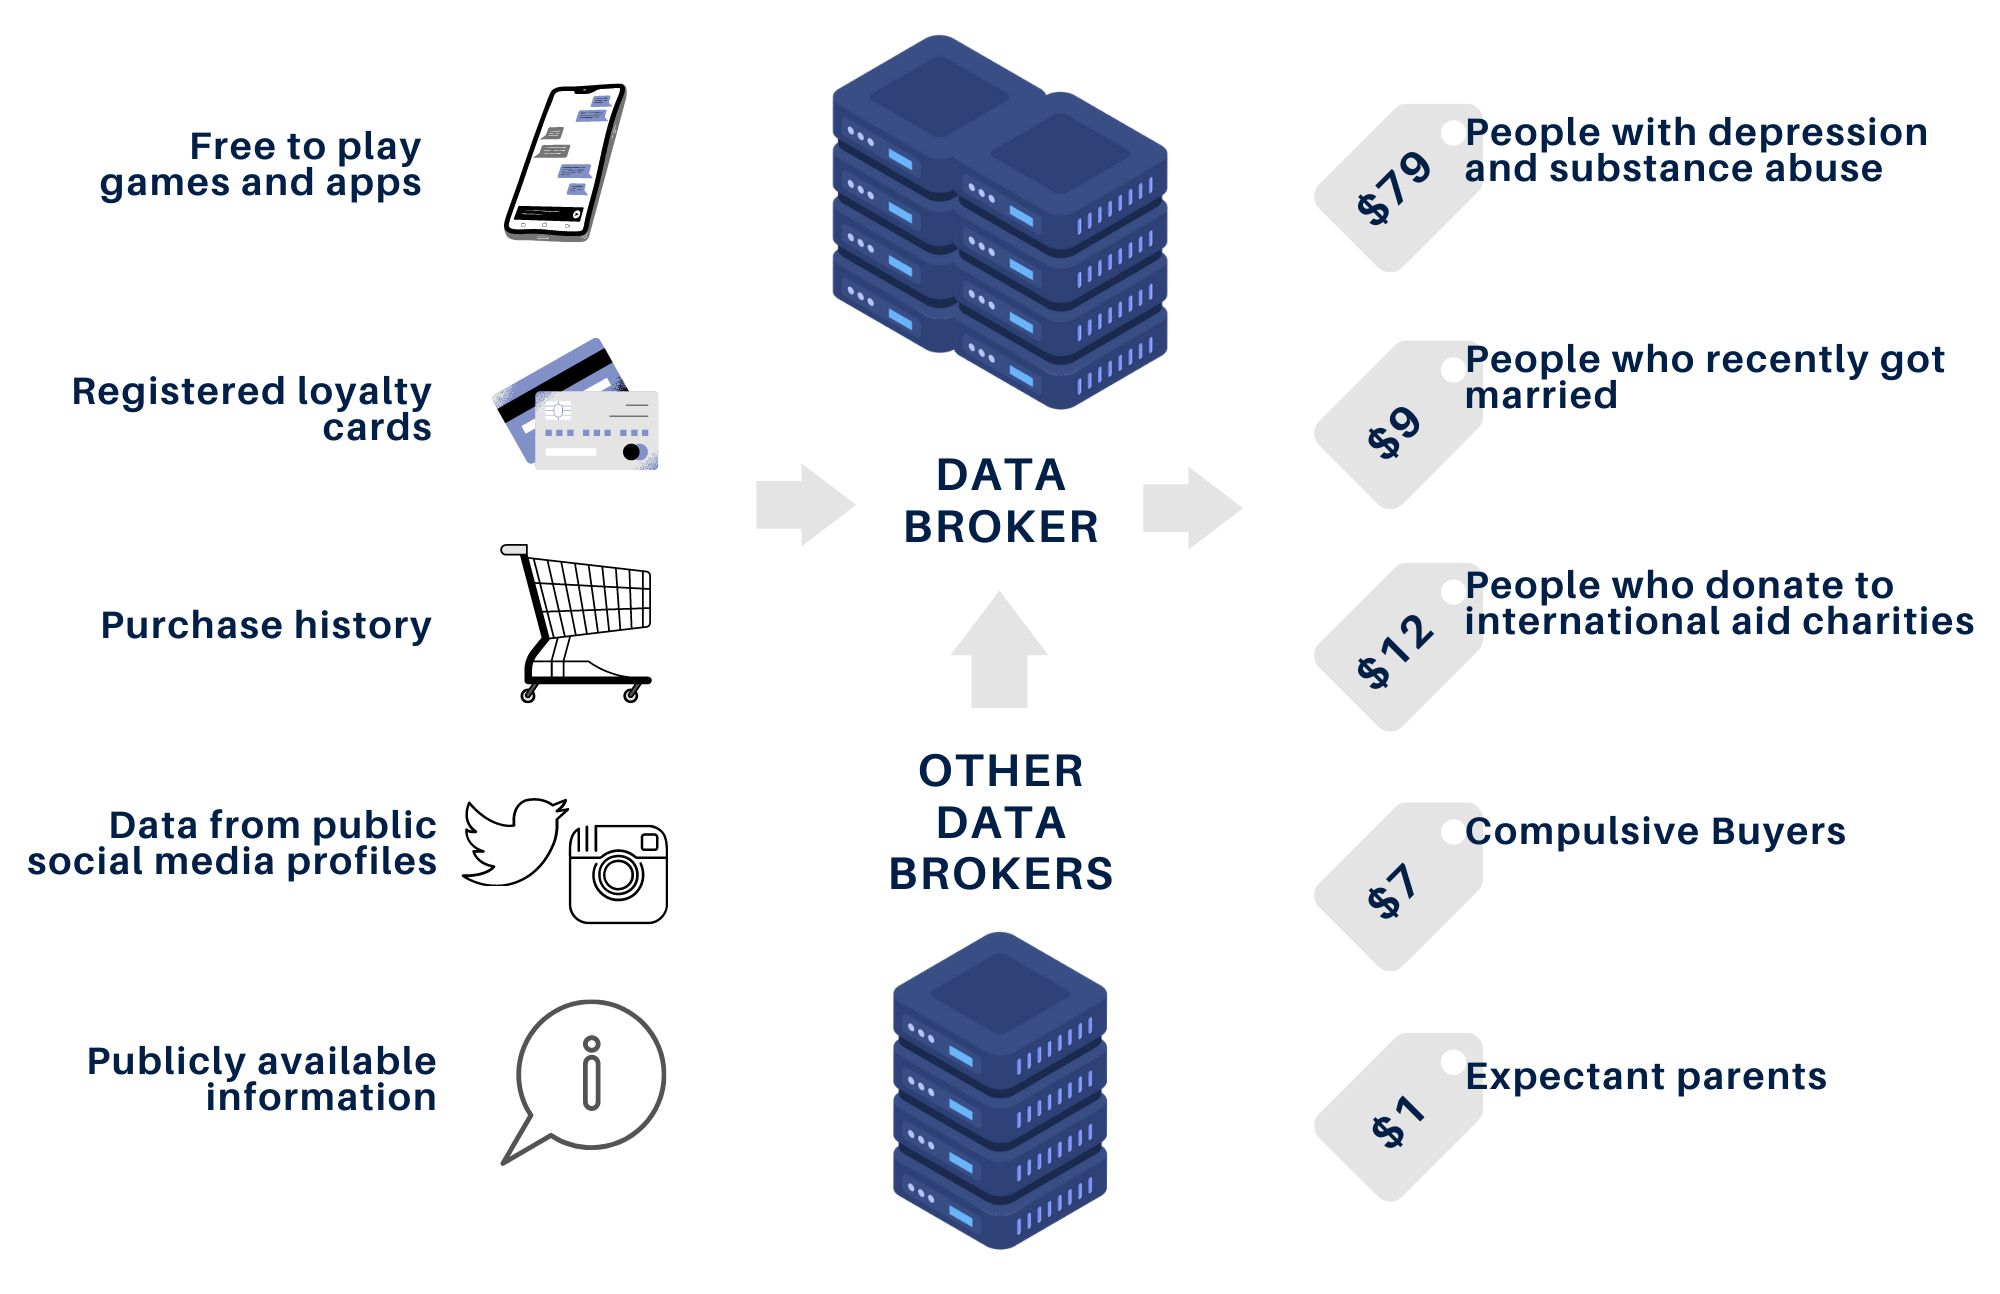 Free to play
games and apps
Registered loyalty
cards
Purchase history
Data from public
social media profiles
Publicly available
information
DATA
BROKER
OTHER
DATA
BROKERS
$79
People with depression
and substance abuse
$9
People who recently got
married
$12
People who donate to
international aid charities
$7
Compulsive Buyers
$1
Expectant parents